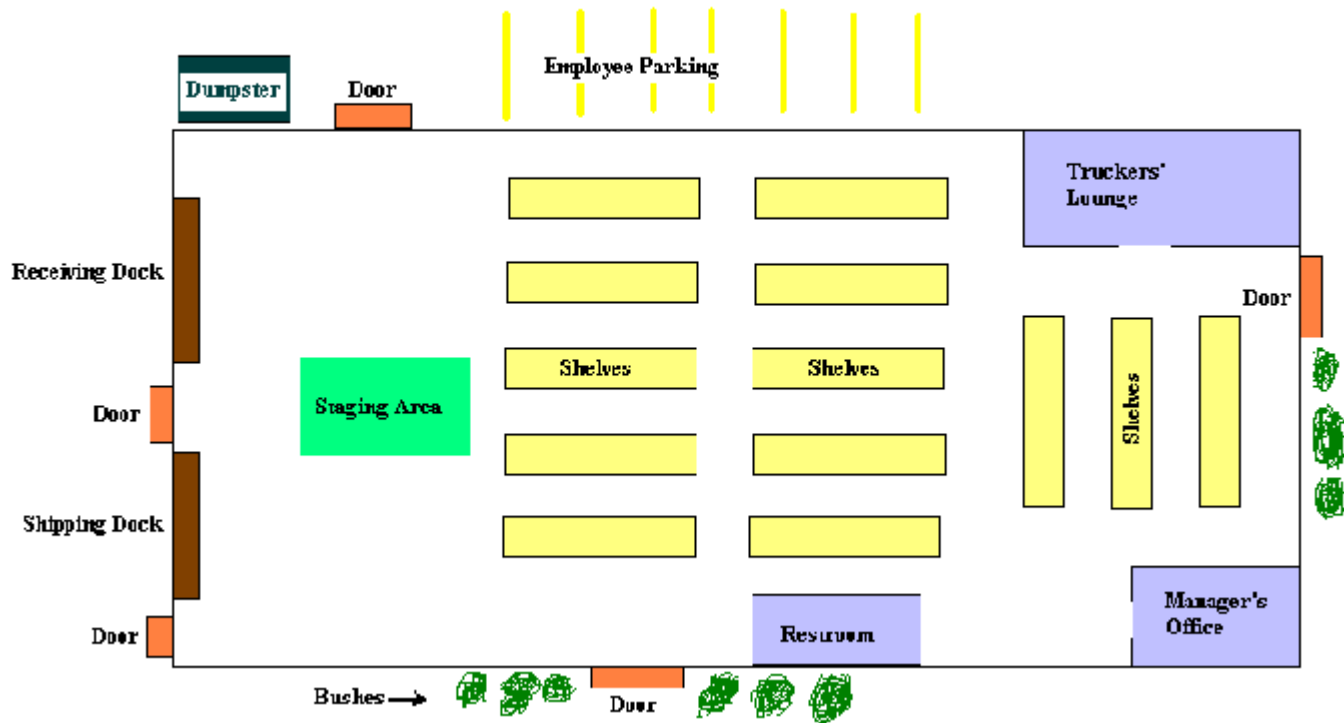 Employee Parking
Dumpster
Door
Truckers'
Lounge
Receiving Dock
Door
Shelves
Shelves
Shelves
Door
Staging Area
Shipping Dock
Manager's
Office
Door
Restroom
Bushes
Door